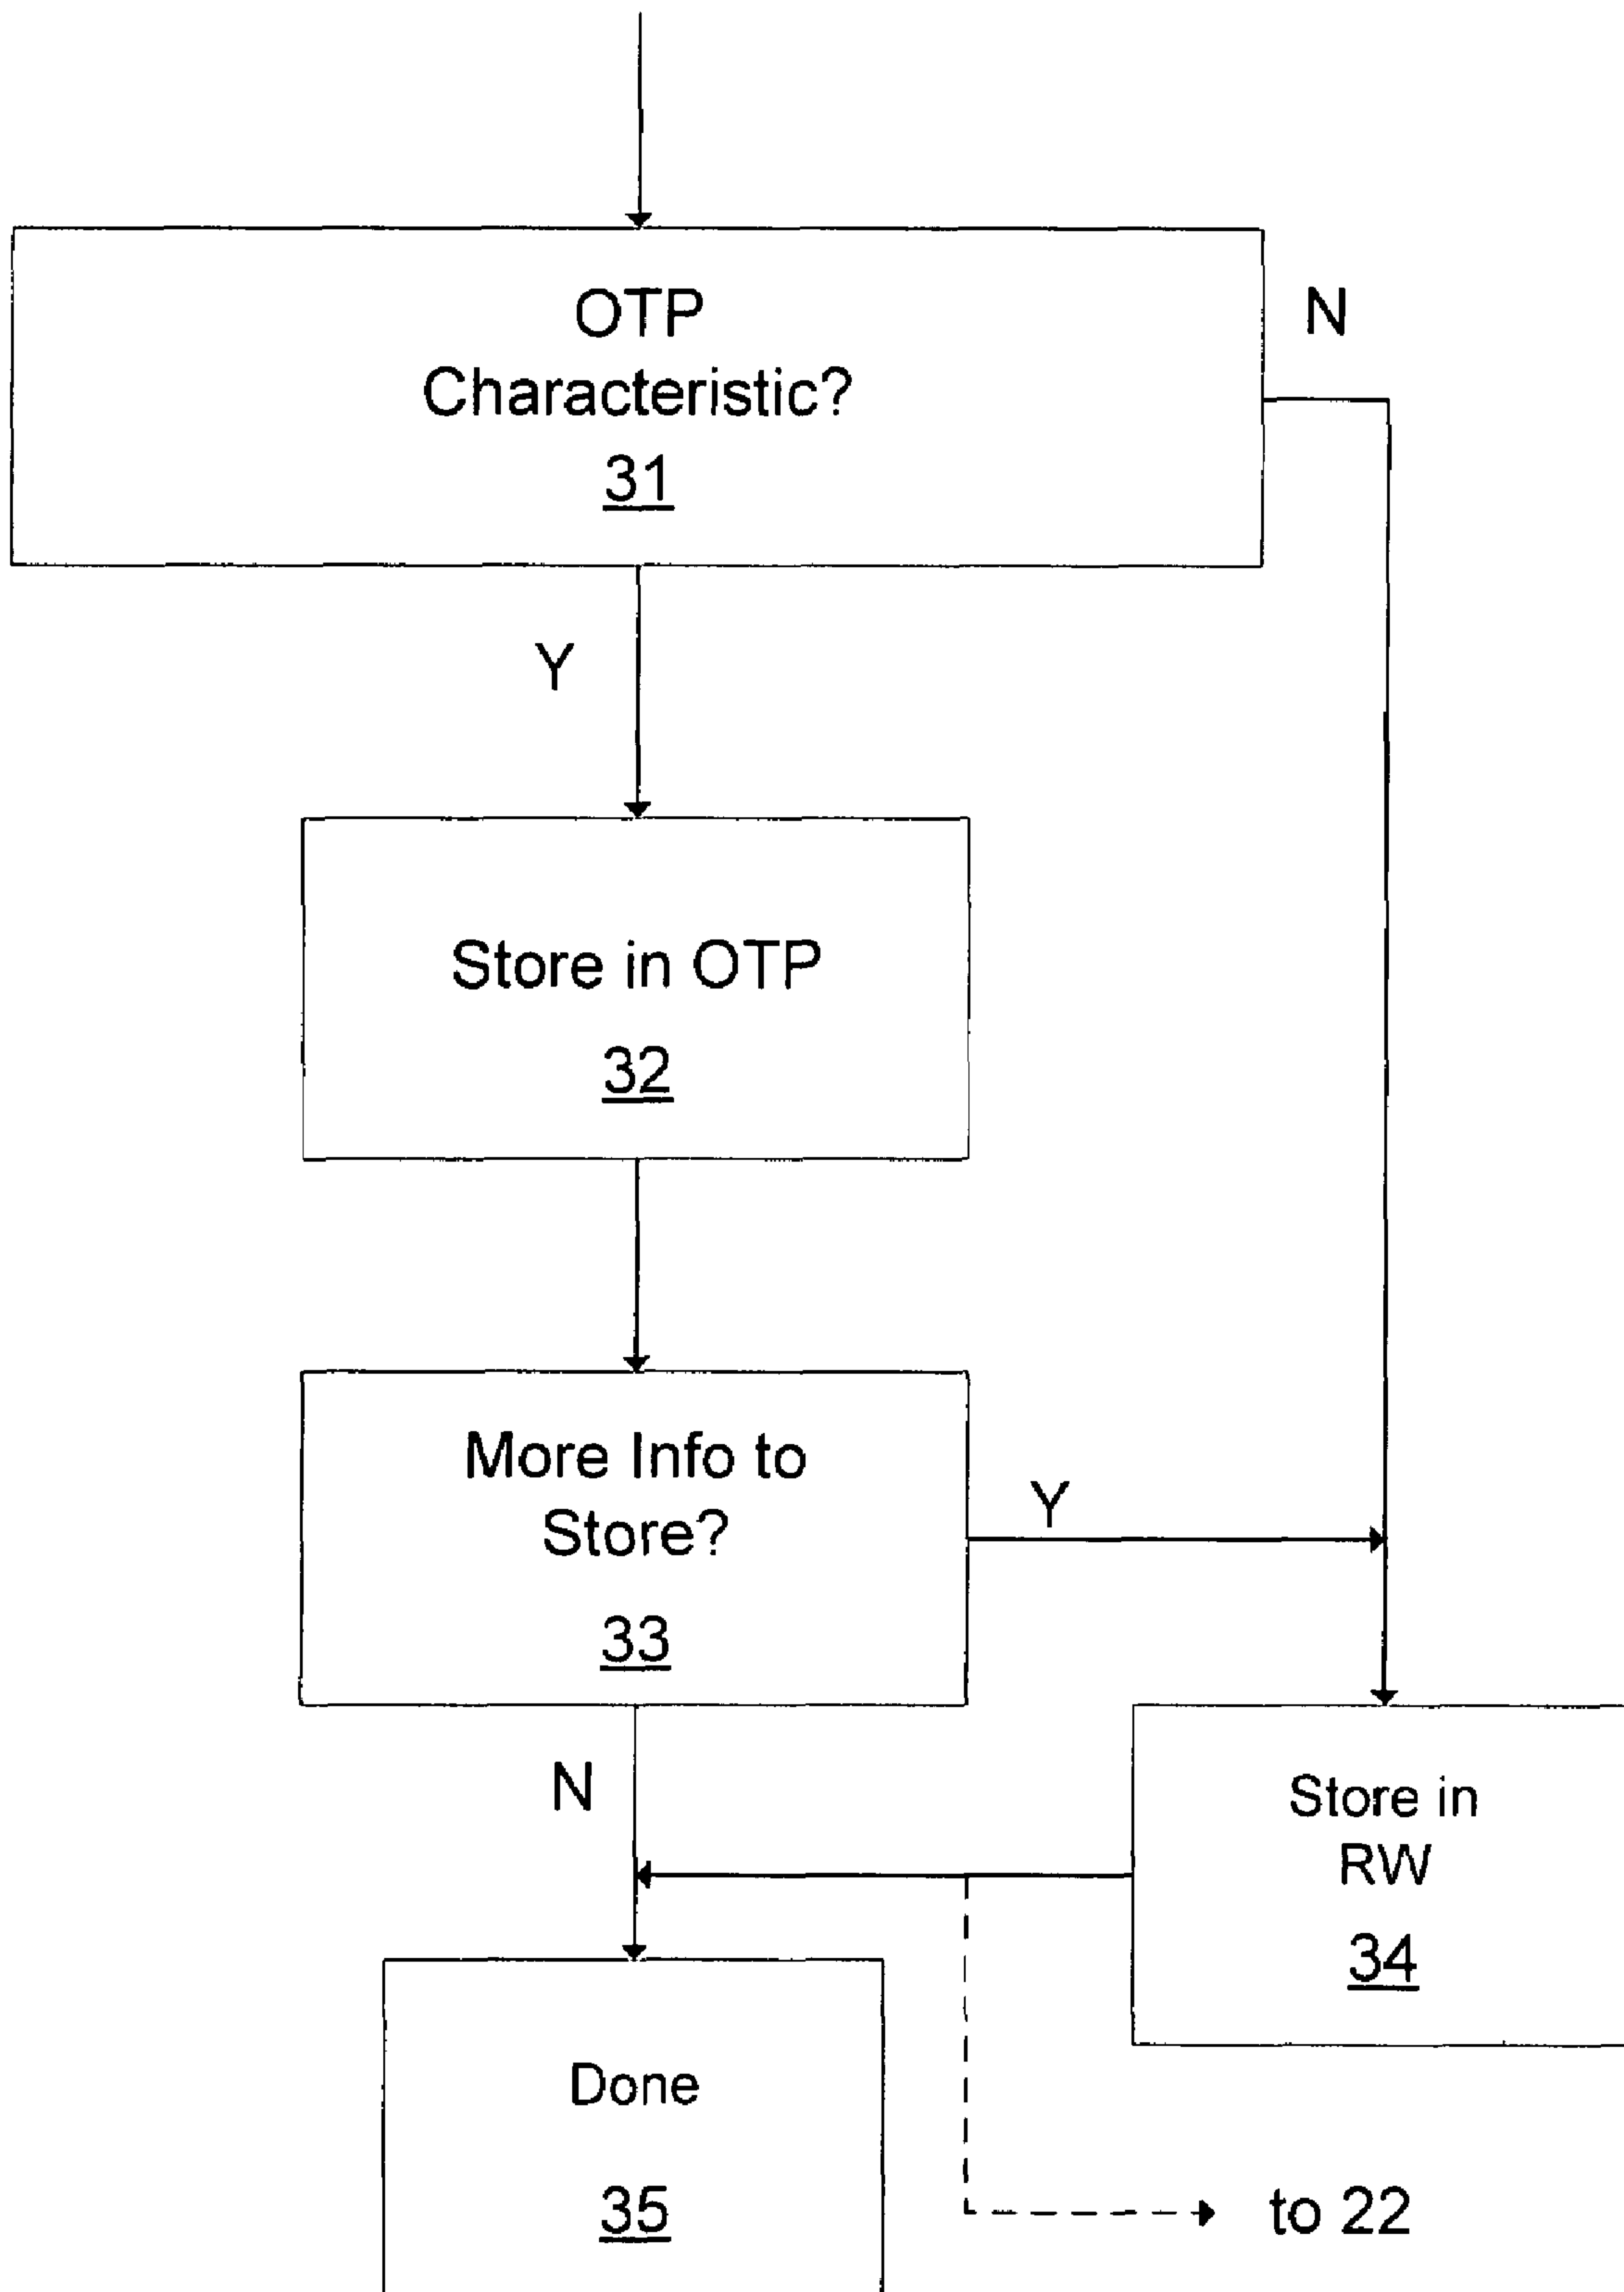 OTP
Characteristic?
31
N
Y
Store in OTP
32
More Info to
Store?
33
Y
N
Store in
RW
34
Done
35
to 22